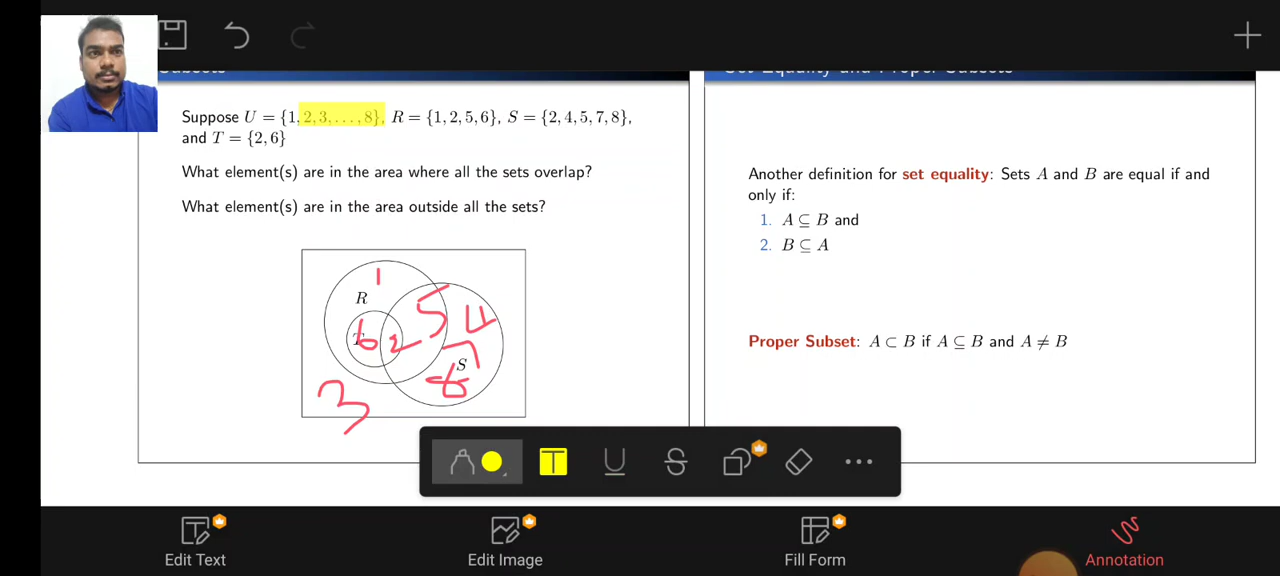 Subsets
Suppose U = {1, 2, 3, . . . , 8}, R = {1, 2, 5, 6}, S = {2, 4, 5, 7, 8},
and T = {2, 6}
What element(s) are in the area where all the sets overlap?
What element(s) are in the area outside all the sets?
1
R
5
4
T
6
2
7
S
8
3
Set Equality and Proper Subsets
Another definition for set equality: Sets A and B are equal if and
only if:
1. A ⊆ B and
2. B ⊆ A
Proper Subset: A ⊂ B if A ⊆ B and A ≠ B
T
U
S
Edit Text
Edit Image
Fill Form
Annotation